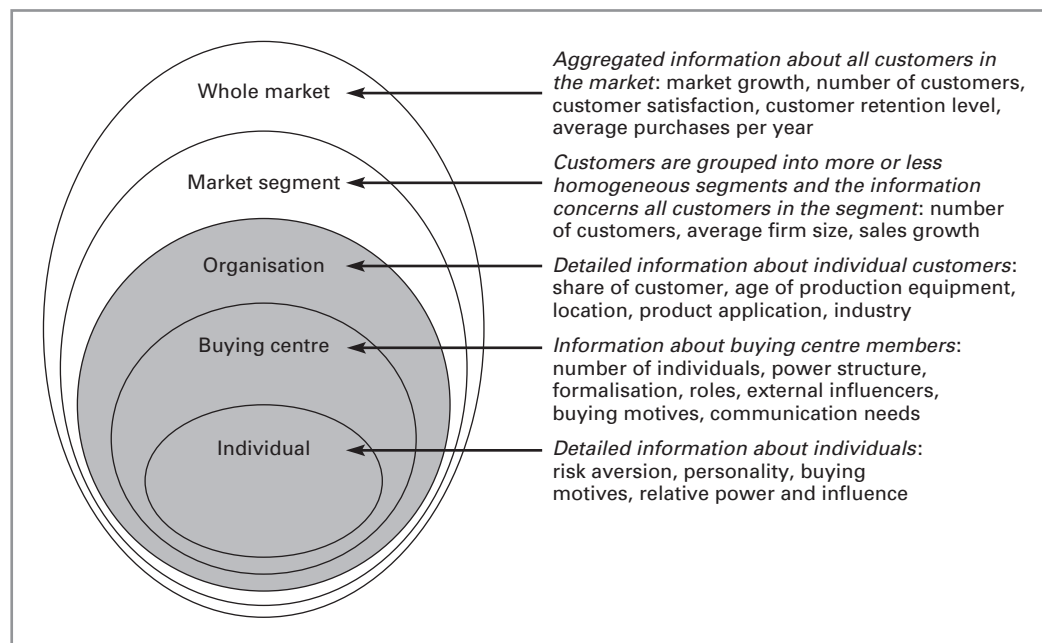 Whole market
Aggregated information about all customers in
the market: market growth, number of customers,
customer satisfaction, customer retention level,
average purchases per year
Market segment
Customers are grouped into more or less
homogeneous segments and the information
concerns all customers in the segment: number
of customers, average firm size, sales growth
Organisation
Detailed information about individual customers:
share of customer, age of production equipment,
location, product application, industry
Buying centre
Information about buying centre members:
number of individuals, power structure,
formalisation, roles, external influencers,
buying motives, communication needs
Individual
Detailed information about individuals:
risk aversion, personality, buying
motives, relative power and influence